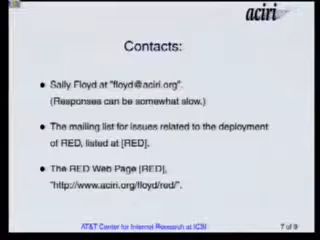 aciri
Contacts:
• Sally Floyd at "floyd@aciri.org".
(Responses can be somewhat slow.)
• The mailing list for issues related to the deployment
of RED, listed at [RED].
• The RED Web Page [RED],
"http://www.aciri.org/floyd/red/".
AT&T Center for Internet Research at ICSI
7 of 9